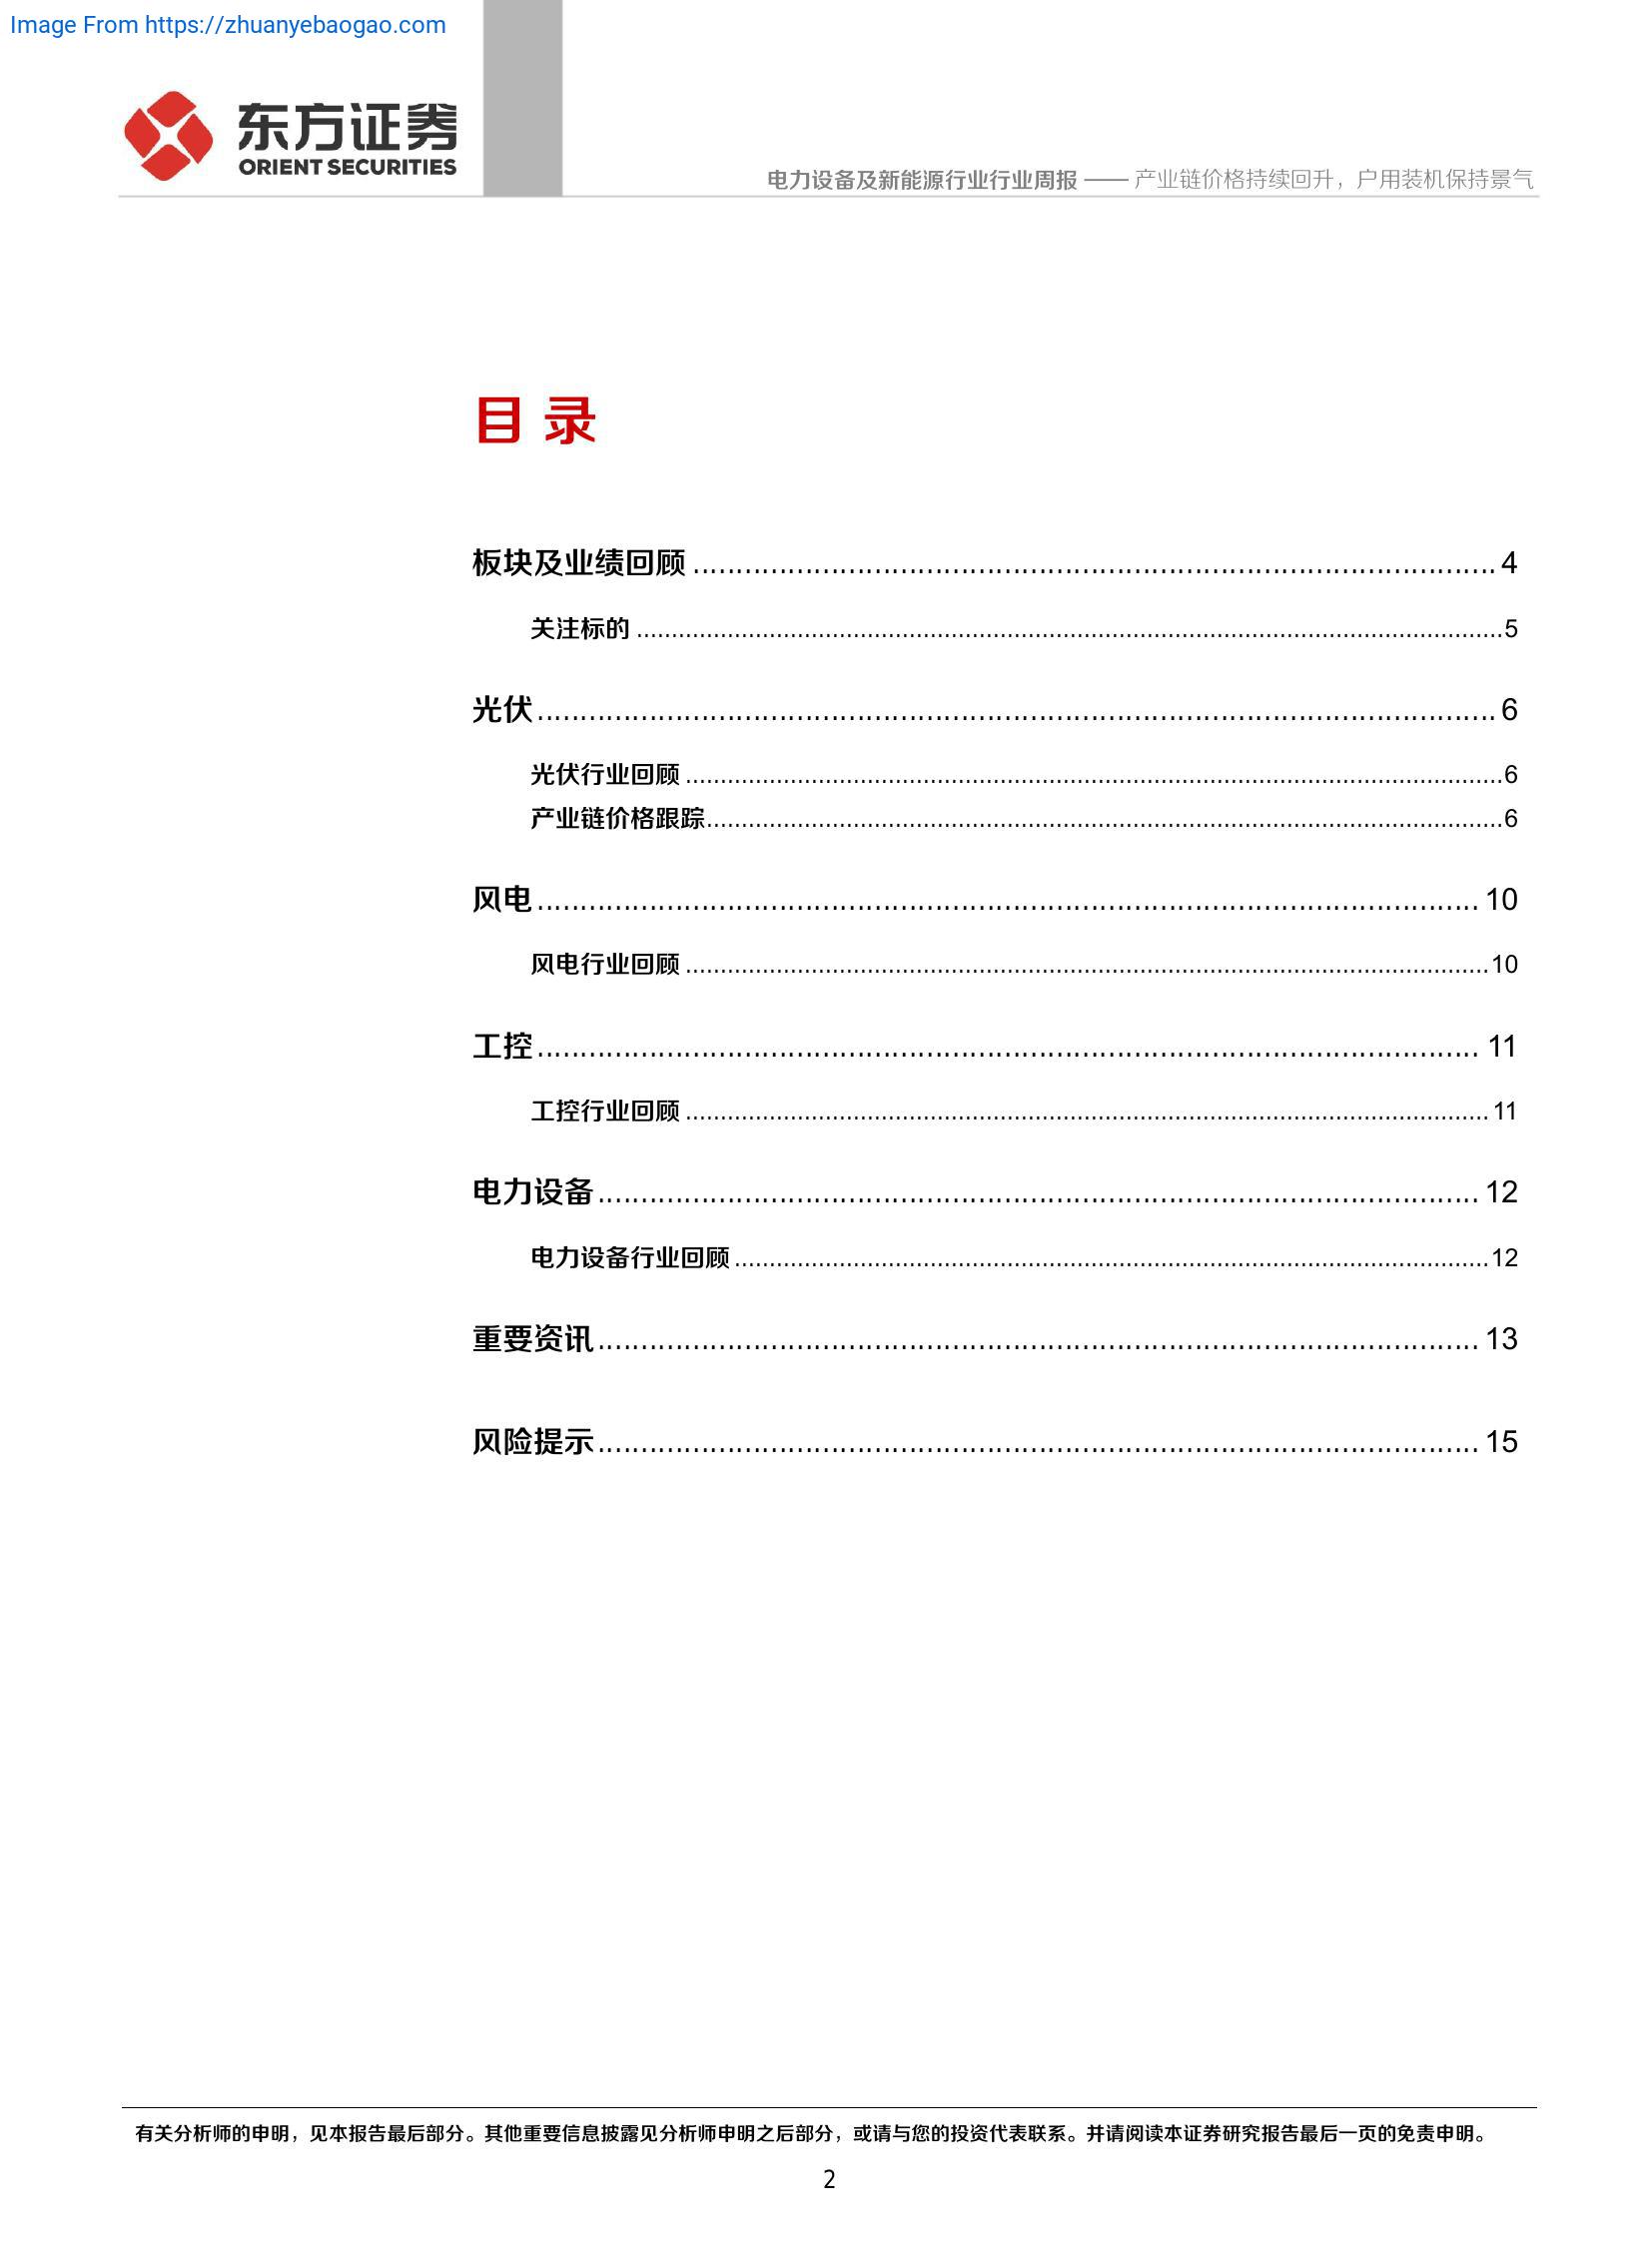 Image From https://zhuanyebaogao.com
东方证券
ORIENT SECURITIES
电力设备及新能源行业行业周报 —— 产业链价格持续回升，户用装机保持景气
目 录
板块及业绩回顾 ........................................................................ 4
关注标的 ........................................................................ 5
光伏 ........................................................................ 6
光伏行业回顾 ........................................................................ 6
产业链价格跟踪 ........................................................................ 6
风电 ........................................................................ 10
风电行业回顾 ........................................................................ 10
工控 ........................................................................ 11
工控行业回顾 ........................................................................ 11
电力设备 ........................................................................ 12
电力设备行业回顾 ........................................................................ 12
重要资讯 ........................................................................ 13
风险提示 ........................................................................ 15
有关分析师的申明，见本报告最后部分。其他重要信息披露见分析师申明之后部分，或请与您的投资代表联系。并请阅读本证券研究报告最后一页的免责申明。
2